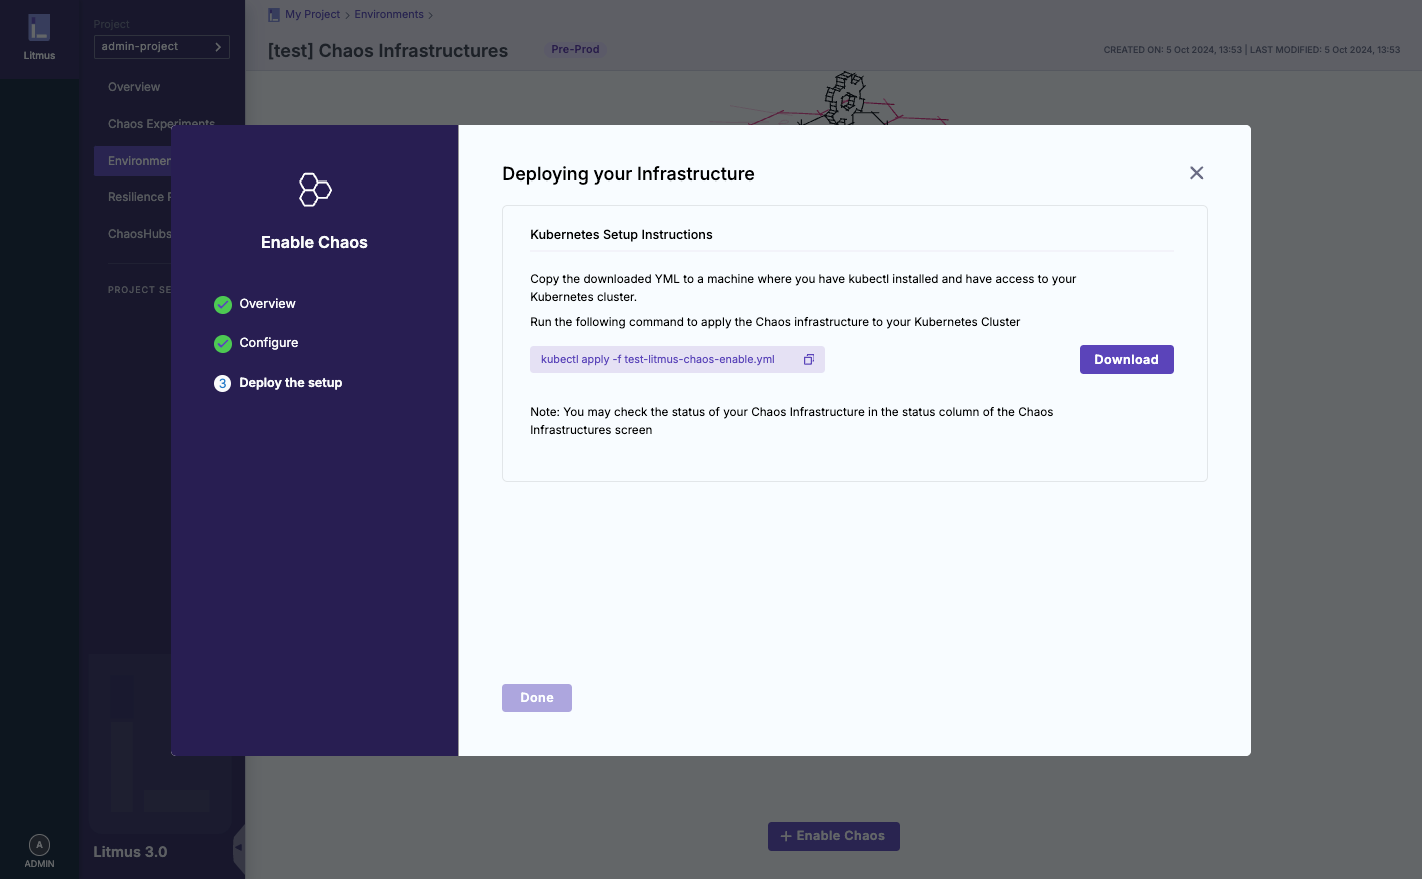 Litmus
Project
admin-project
Overview
Chaos Experiments
Environmen
Resilience P
ChaosHubs
PROJECT SE
Litmus 3.0
A
ADMIN
My Project
Environments
[test] Chaos Infrastructures
Pre-Prod
CREATED ON: 5 Oct 2024, 13:53 | LAST MODIFIED: 5 Oct 2024, 13:53
Enable Chaos
Overview
Configure
3 Deploy the setup
Deploying your Infrastructure
Kubernetes Setup Instructions
Copy the downloaded YML to a machine where you have kubectl installed and have access to your
Kubernetes cluster.
Run the following command to apply the Chaos infrastructure to your Kubernetes Cluster
kubectl apply -f test-litmus-chaos-enable.yml
Download
Note: You may check the status of your Chaos Infrastructure in the status column of the Chaos
Infrastructures screen
Done
+ Enable Chaos